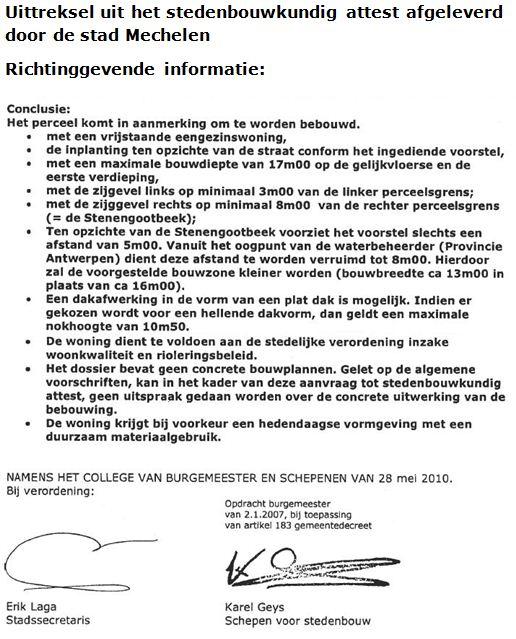 Uittreksel uit het stedenbouwkundig attest afgeleverd
door de stad Mechelen
Richtinggevende informatie:
Conclusie:
Het perceel komt in aanmerking om te worden bebouwd.
• met een vrijstaande eengezinswoning,
• de inplanting ten opzichte van de straat conform het ingediende voorstel,
• met een maximale bouwdiepte van 17m00 op de gelijkvloerse en de
eerste verdieping,
• met de zijgevel links op minimaal 3m00 van de linker perceelsgrens;
• met de zijggevel rechts op minimaal 8m00 van de rechter perceelsgrens
(= de Stenengootbeek);
• Ten opzichte van de Stenengootbeek voorziet het voorstel slechts een
afstand van 5m00. Vanuit het oogpunt van de waterbeheerder (Provincie
Antwerpen) dient deze afstand te worden verruimd tot 8m00. Hierdoor
zal de voorgestelde bouwzone kleiner worden (bouwbreedte ca 13m00 in
plaats van ca 16m00).
• Een dakafwerking in de vorm van een plat dak is mogelijk. Indien er
gekozen wordt voor een hellende dakvorm, dan geldt een maximale
nokhoogte van 10m50.
• De woning dient te voldoen aan de stedelijke verordening inzake
woonkwaliteit en rioleringsbeleid.
• Het dossier bevat geen concrete bouwplannen. Gelet op de algemene
voorschriften, kan in het kader van deze aanvraag tot stedenbouwkundig
attest, geen uitspraak gedaan worden over de concrete uitwerking van de
bebouwing.
• De woning krijgt bij voorkeur een hedendaagse vormgeving met een
duurzaam materiaalgebruik.
NAMENS HET COLLEGE VAN BURGEMEESTER EN SCHEPENEN VAN 28 mei 2010.
Bij verordening:
Opdracht burgemeester
van 2.1.2007, bij toepassing
van artikel 183 gemeentedecreet
Erik Laga
Stadssecretaris
Karel Geys
Schepen voor stedenbouw